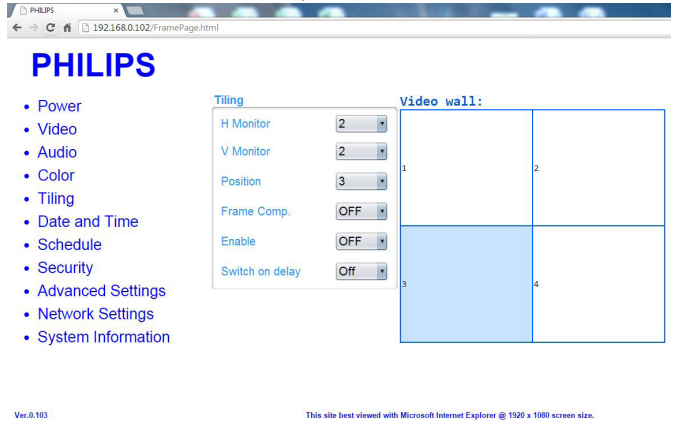 PHILIPS
192.168.0.102/FramePage.html
PHILIPS
Power
Video
Audio
Color
Tiling
Date and Time
Schedule
Security
Advanced Settings
Network Settings
System Information
Tiling
H Monitor 2
V Monitor 2
Position 3
Frame Comp. OFF
Enable OFF
Switch on delay Off
Video wall:
1 2
3 4
Ver.0.103 This site best viewed with Microsoft Internet Explorer @ 1920 x 1080 screen size.